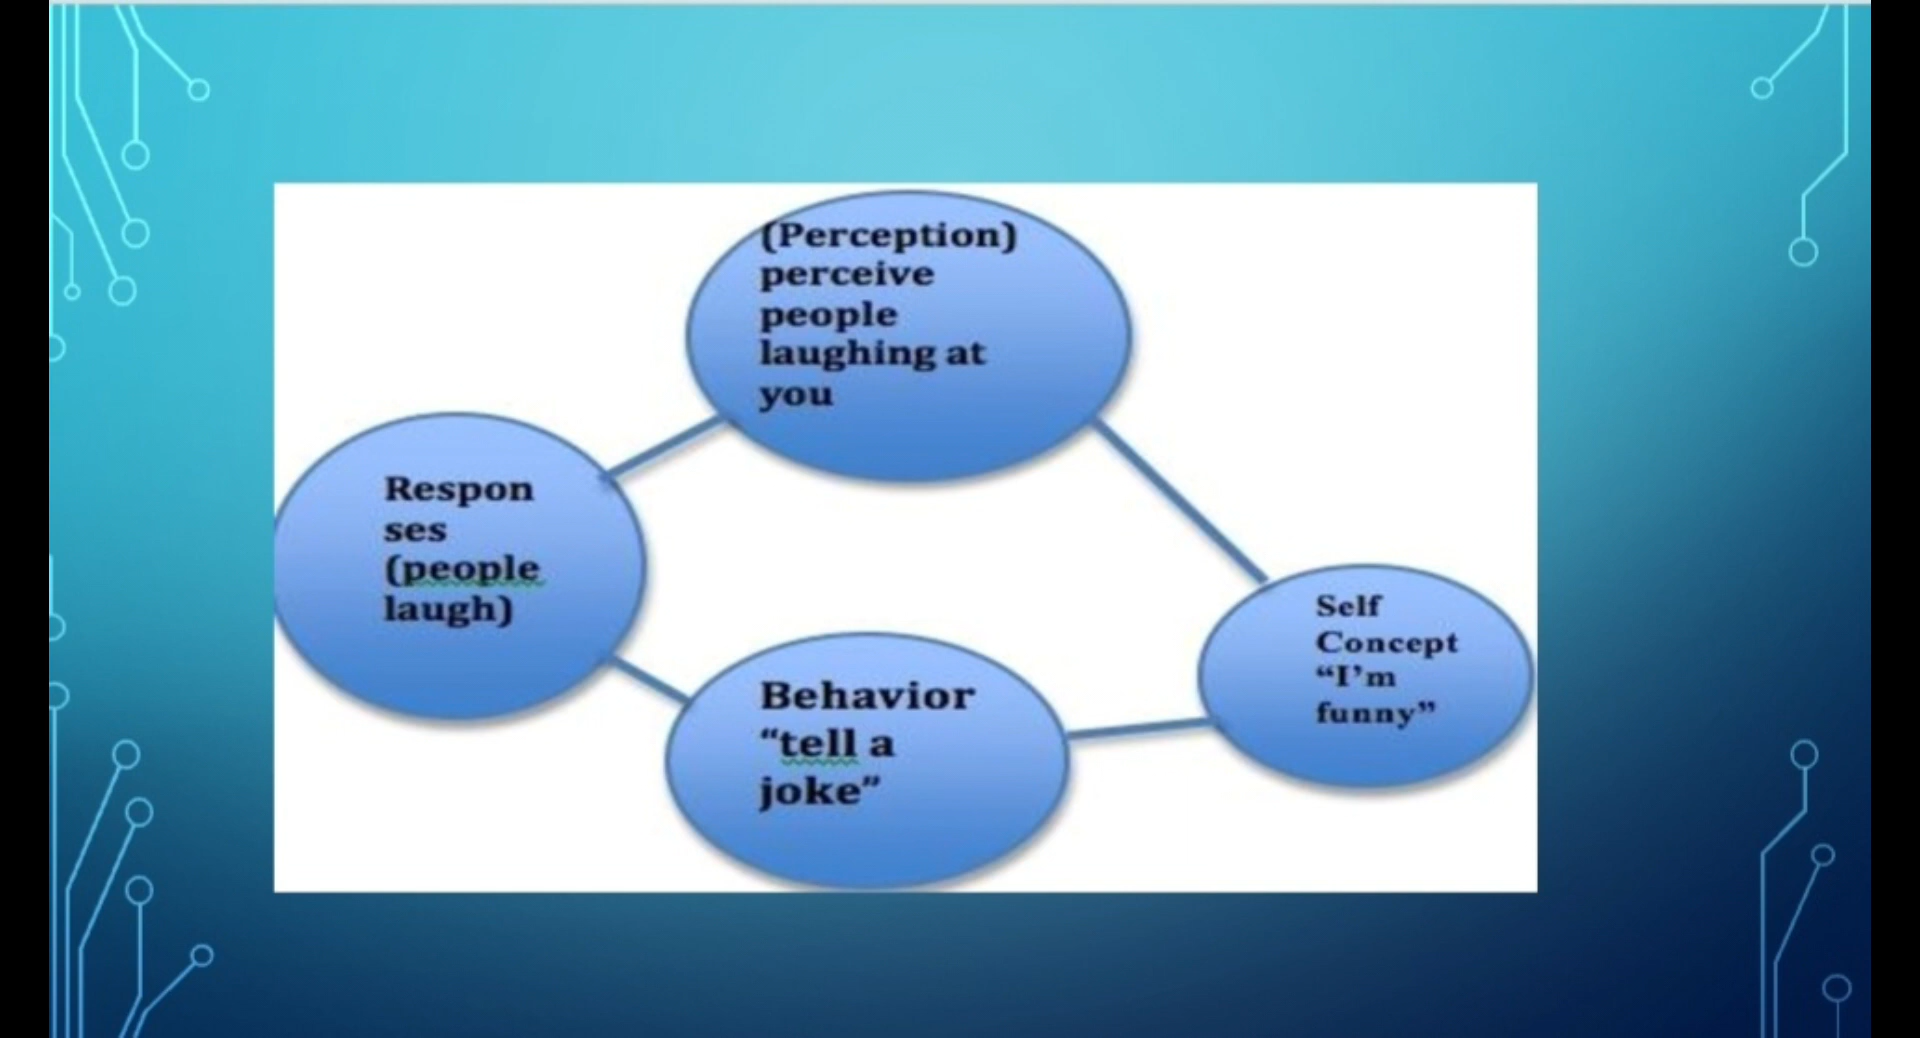 (Perception)
perceive
people
laughing at
you
Respon
ses
(people
laugh)
Behavior
“tell a
joke”
Self
Concept
“I’m
funny”